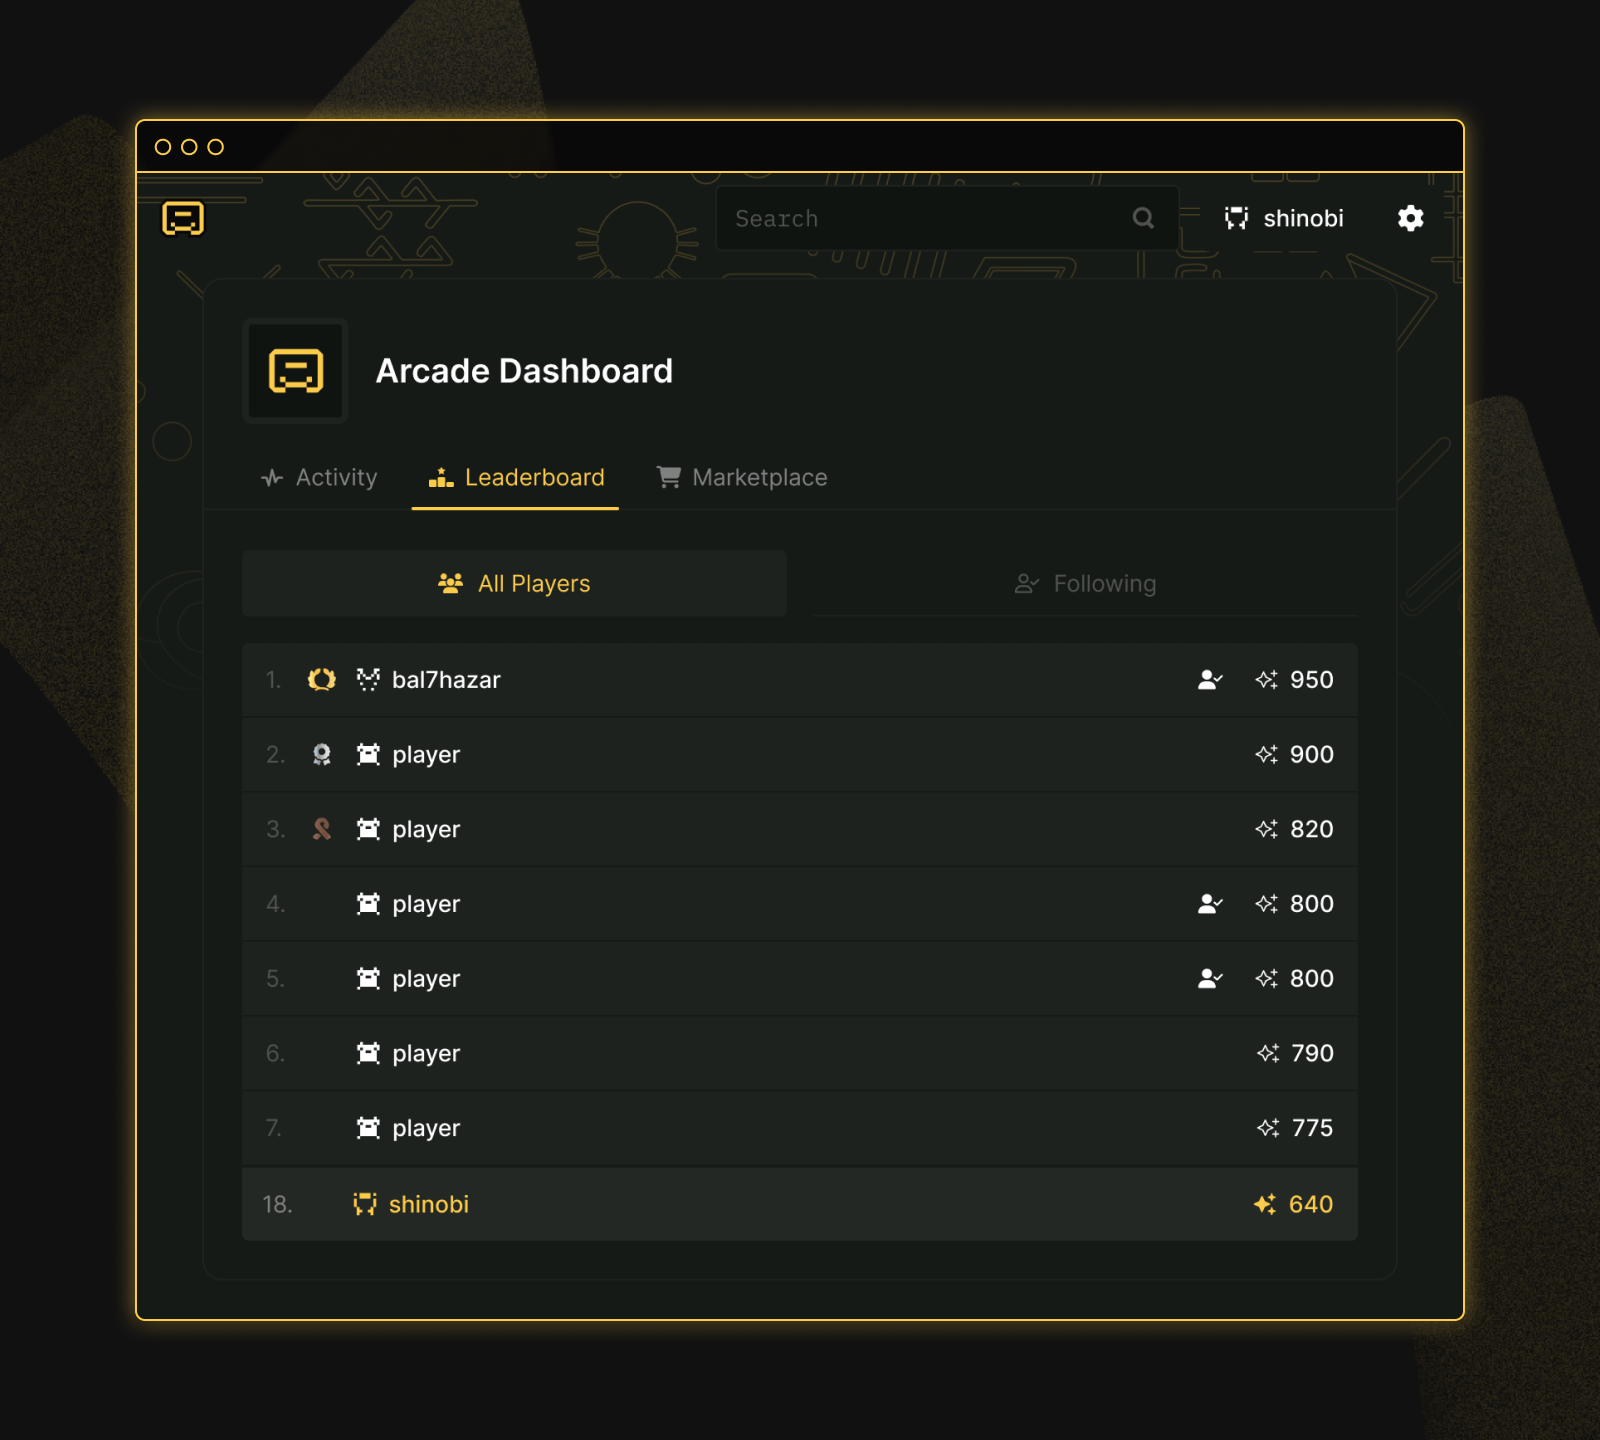 Search
shinobi
Arcade Dashboard
Activity Leaderboard Marketplace
All Players Following
1. bal7hazar 950
2. player 900
3. player 820
4. player 800
5. player 800
6. player 790
7. player 775
18. shinobi 640